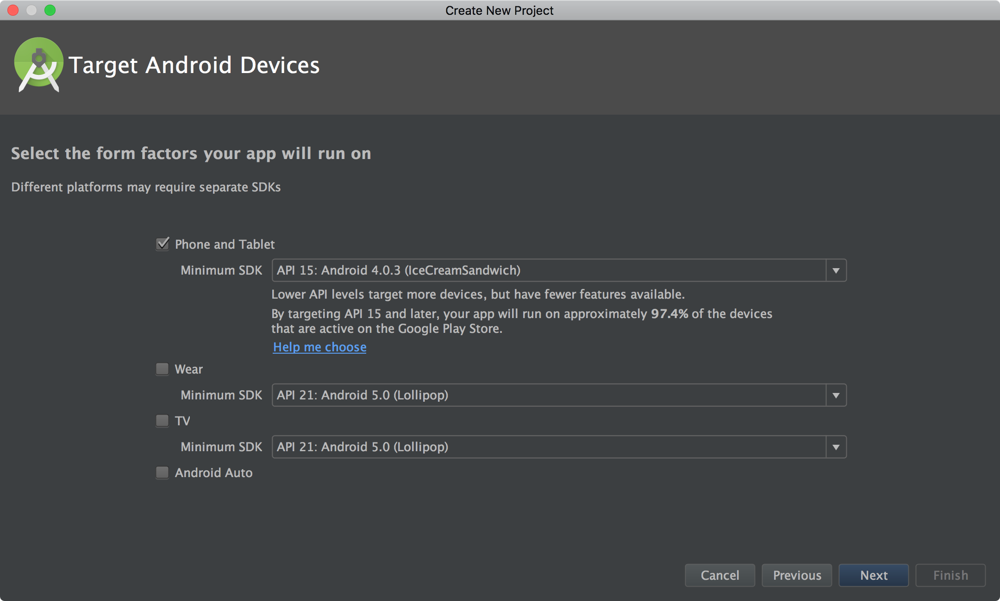 Create New Project
Target Android Devices
Select the form factors your app will run on
Different platforms may require separate SDKs
Phone and Tablet
Minimum SDK API 15: Android 4.0.3 (IceCreamSandwich)
Lower API levels target more devices, but have fewer features available.
By targeting API 15 and later, your app will run on approximately 97.4% of the devices
that are active on the Google Play Store.
Help me choose
Wear
Minimum SDK API 21: Android 5.0 (Lollipop)
TV
Minimum SDK API 21: Android 5.0 (Lollipop)
Android Auto
Cancel Previous Next Finish